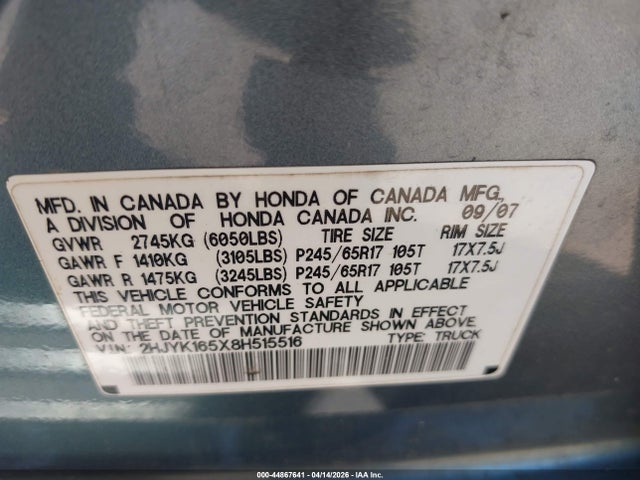 MFD. IN CANADA BY HONDA OF CANADA MFG.,
A DIVISION OF HONDA CANADA INC. 09/07
GVWR 2745KG (6050LBS) TIRE SIZE RIM SIZE
GAWR F 1410KG (3105LBS) P245/65R17 105T 17X7.5J
GAWR R 1475KG (3245LBS) P245/65R17 105T 17X7.5J
THIS VEHICLE CONFORMS TO ALL APPLICABLE
FEDERAL MOTOR VEHICLE SAFETY
AND THEFT PREVENTION STANDARDS IN EFFECT
ON THE DATE OF MANUFACTURE
VIN: 2HJYK165X8H515516 TYPE: TRUCK
000-44867641 - 04/14/2026 - IAA Inc.